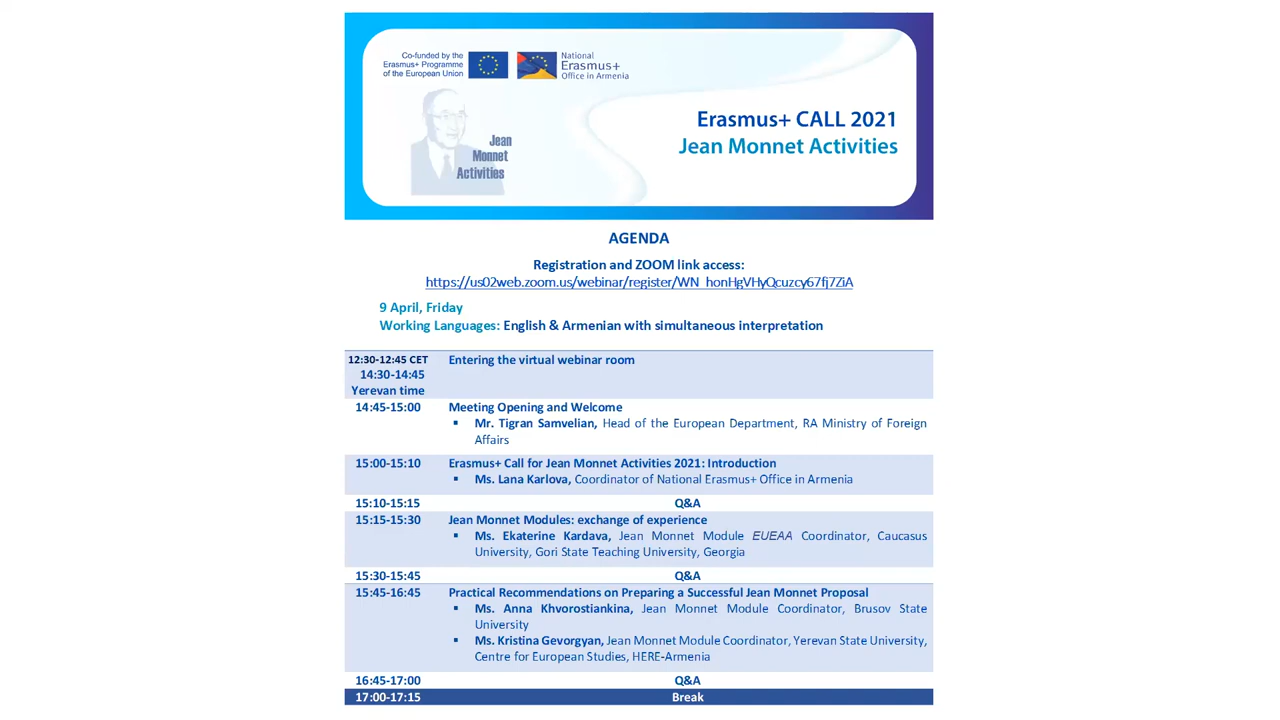 Co-funded by the
Erasmus+ Programme
of the European Union
National
Erasmus+
Office in Armenia
Jean
Monnet
Activities
Erasmus+ CALL 2021
Jean Monnet Activities
AGENDA
Registration and ZOOM link access:
https://us02web.zoom.us/webinar/register/WN_honHgVHyQcuzcy67fj7ZiA
9 April, Friday
Working Languages: English & Armenian with simultaneous interpretation
12:30-12:45 CET Entering the virtual webinar room
14:30-14:45
Yerevan time
14:45-15:00 Meeting Opening and Welcome
▪ Mr. Tigran Samvelian, Head of the European Department, RA Ministry of Foreign
Affairs
15:00-15:10 Erasmus+ Call for Jean Monnet Activities 2021: Introduction
▪ Ms. Lana Karlova, Coordinator of National Erasmus+ Office in Armenia
15:10-15:15 Q&A
15:15-15:30 Jean Monnet Modules: exchange of experience
▪ Ms. Ekaterine Kardava, Jean Monnet Module EUEAA Coordinator, Caucasus
University, Gori State Teaching University, Georgia
15:30-15:45 Q&A
15:45-16:45 Practical Recommendations on Preparing a Successful Jean Monnet Proposal
▪ Ms. Anna Khvorostiankina, Jean Monnet Module Coordinator, Brusov State
University
▪ Ms. Kristina Gevorgyan, Jean Monnet Module Coordinator, Yerevan State University,
Centre for European Studies, HERE-Armenia
16:45-17:00 Q&A
17:00-17:15 Break